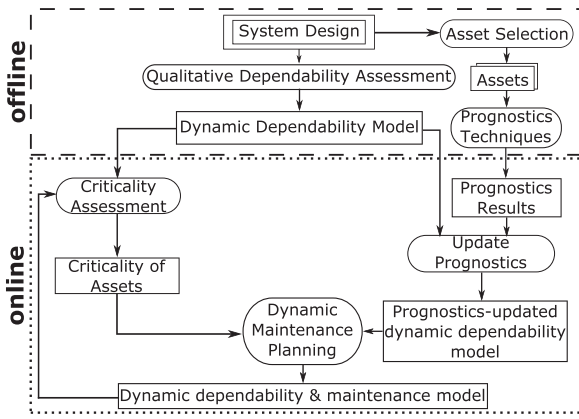 offline
System Design
Asset Selection
Qualitative Dependability Assessment
Assets
Dynamic Dependability Model
Prognostics
Techniques
online
Criticality
Assessment
Prognostics
Results
Update
Prognostics
Criticality of
Assets
Dynamic
Maintenance
Planning
Prognostics-updated
dynamic dependability
model
Dynamic dependability & maintenance model